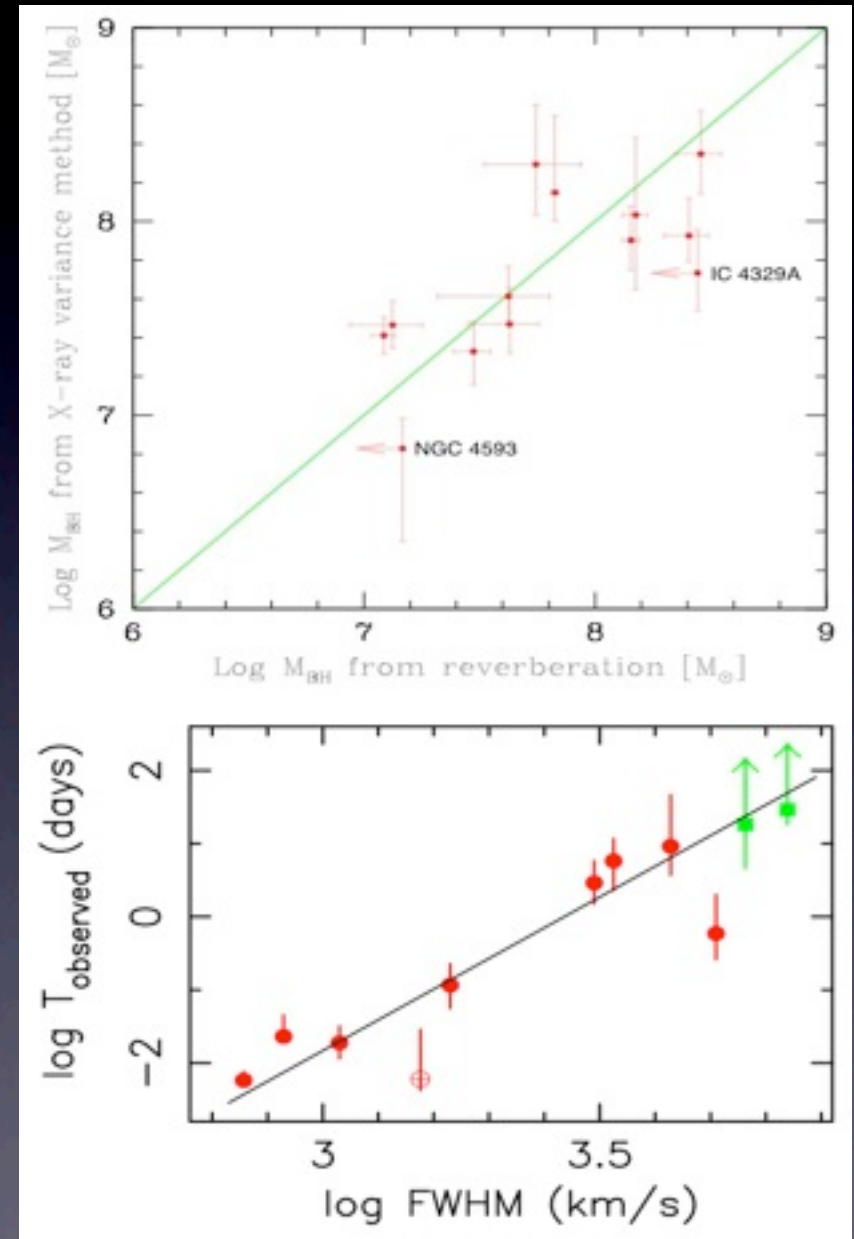 Log M_BH from X-ray variance method [M_⊙]
9
8
7
6
IC 4329A
NGC 4593
6 7 8 9
Log M_BH from reverberation [M_⊙]
log T_observed (days)
2
0
−2
3 3.5
log FWHM (km/s)